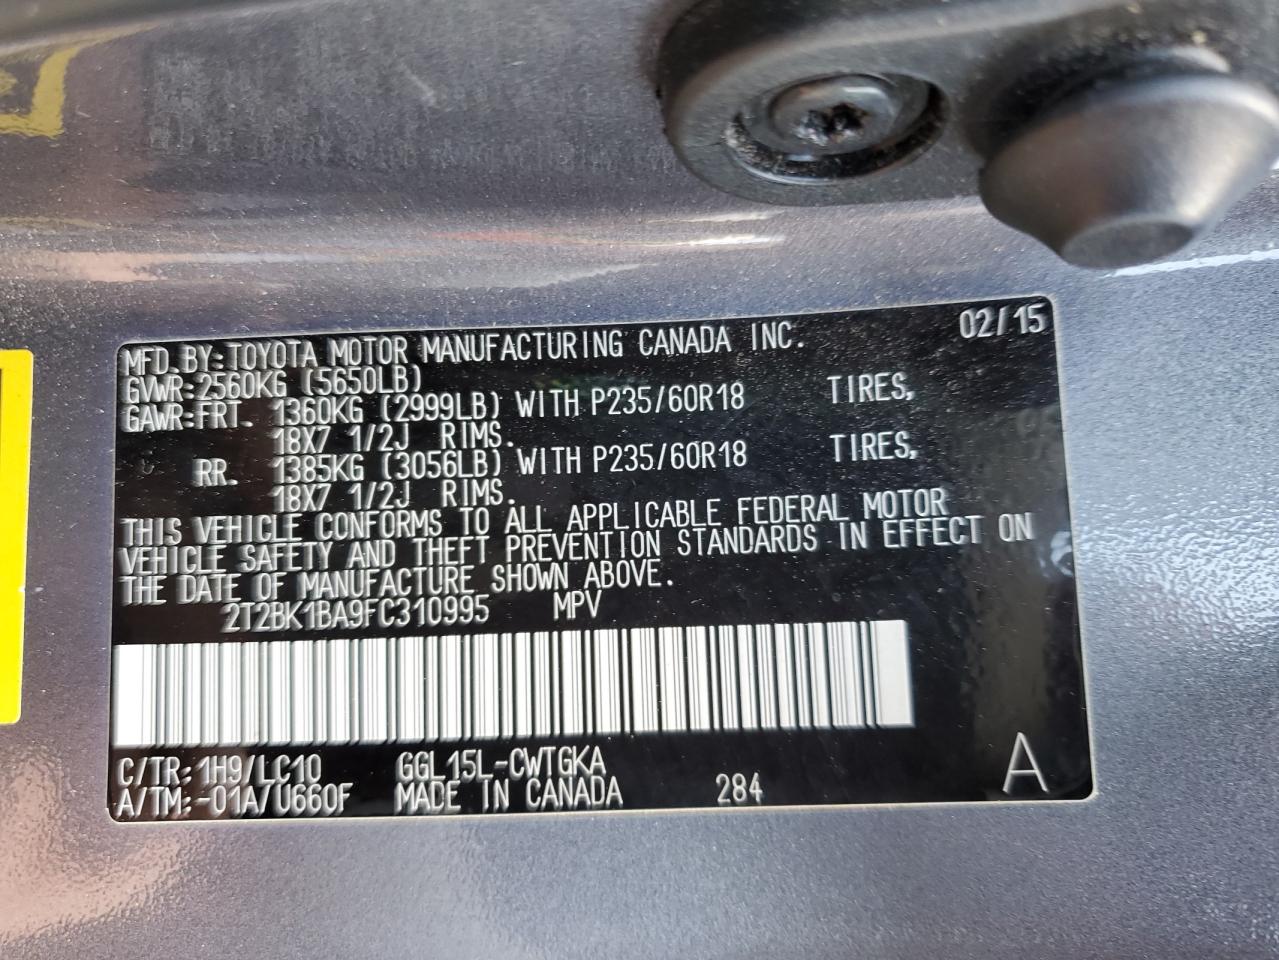 MFD.BY:TOYOTA MOTOR MANUFACTURING CANADA INC. 02/15
GVWR:2560KG (5650LB)
GAWR:FRT. 1360KG (2999LB) WITH P235/60R18 TIRES,
18X7 1/2J RIMS.
RR. 1385KG (3056LB) WITH P235/60R18 TIRES,
18X7 1/2J RIMS.
THIS VEHICLE CONFORMS TO ALL APPLICABLE FEDERAL MOTOR
VEHICLE SAFETY AND THEFT PREVENTION STANDARDS IN EFFECT ON
THE DATE OF MANUFACTURE SHOWN ABOVE.
2T2BK1BA9FC310995 MPV
C/TR:1H9/LC10 GGL15L-CWTGKA
A/TM:-01A/U660F MADE IN CANADA 284 A